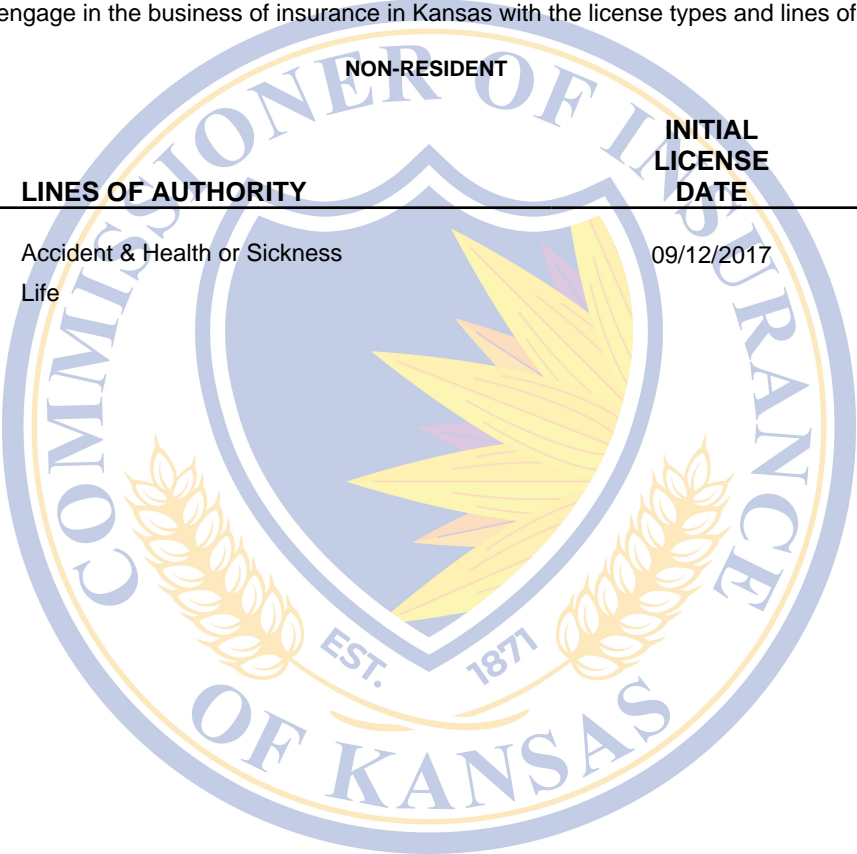 engage in the business of insurance in Kansas with the license types and lines of
NON-RESIDENT
INITIAL
LICENSE
LINES OF AUTHORITY DATE
Accident & Health or Sickness 09/12/2017
Life
COMMISSIONER OF INSURANCE
EST. 1871
OF KANSAS